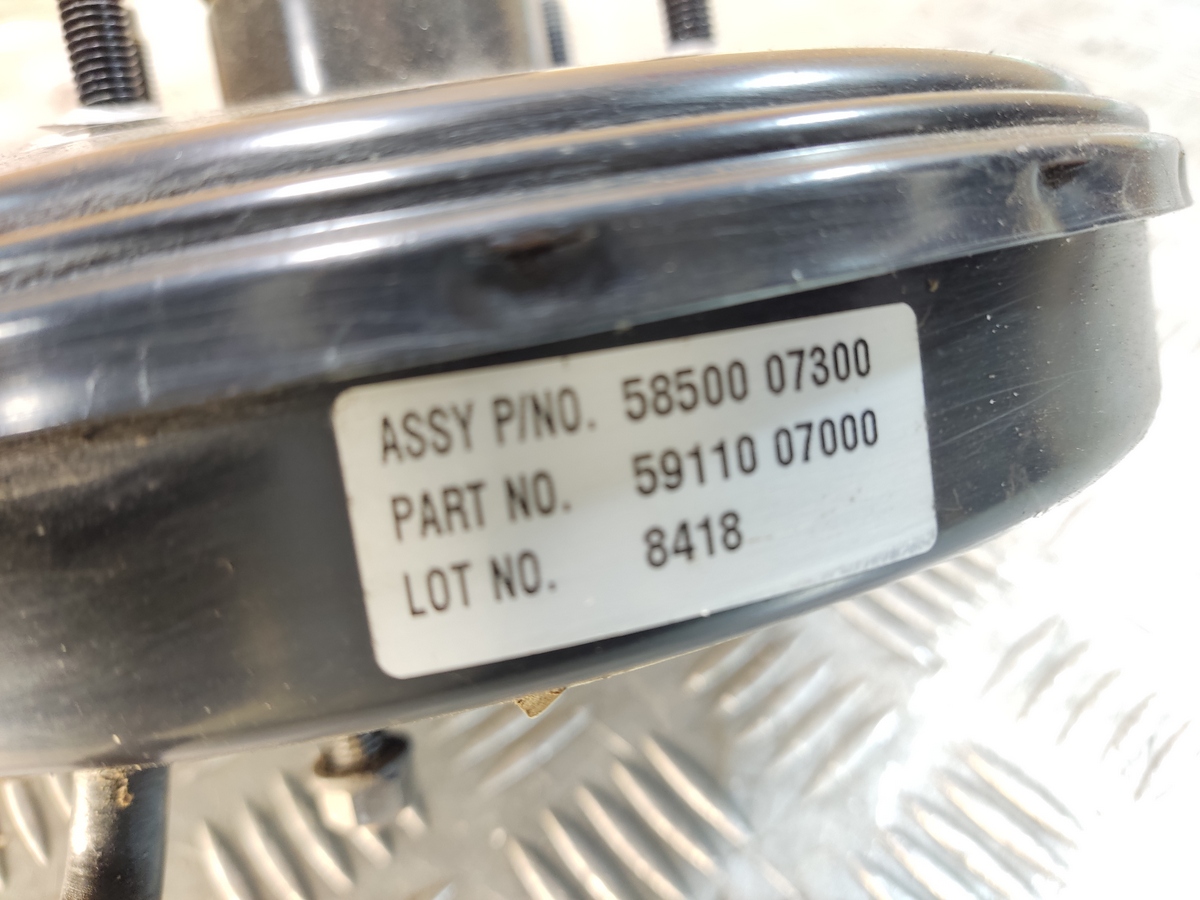 ASSY P/NO. 58500 07300
PART NO. 59110 07000
LOT NO. 8418